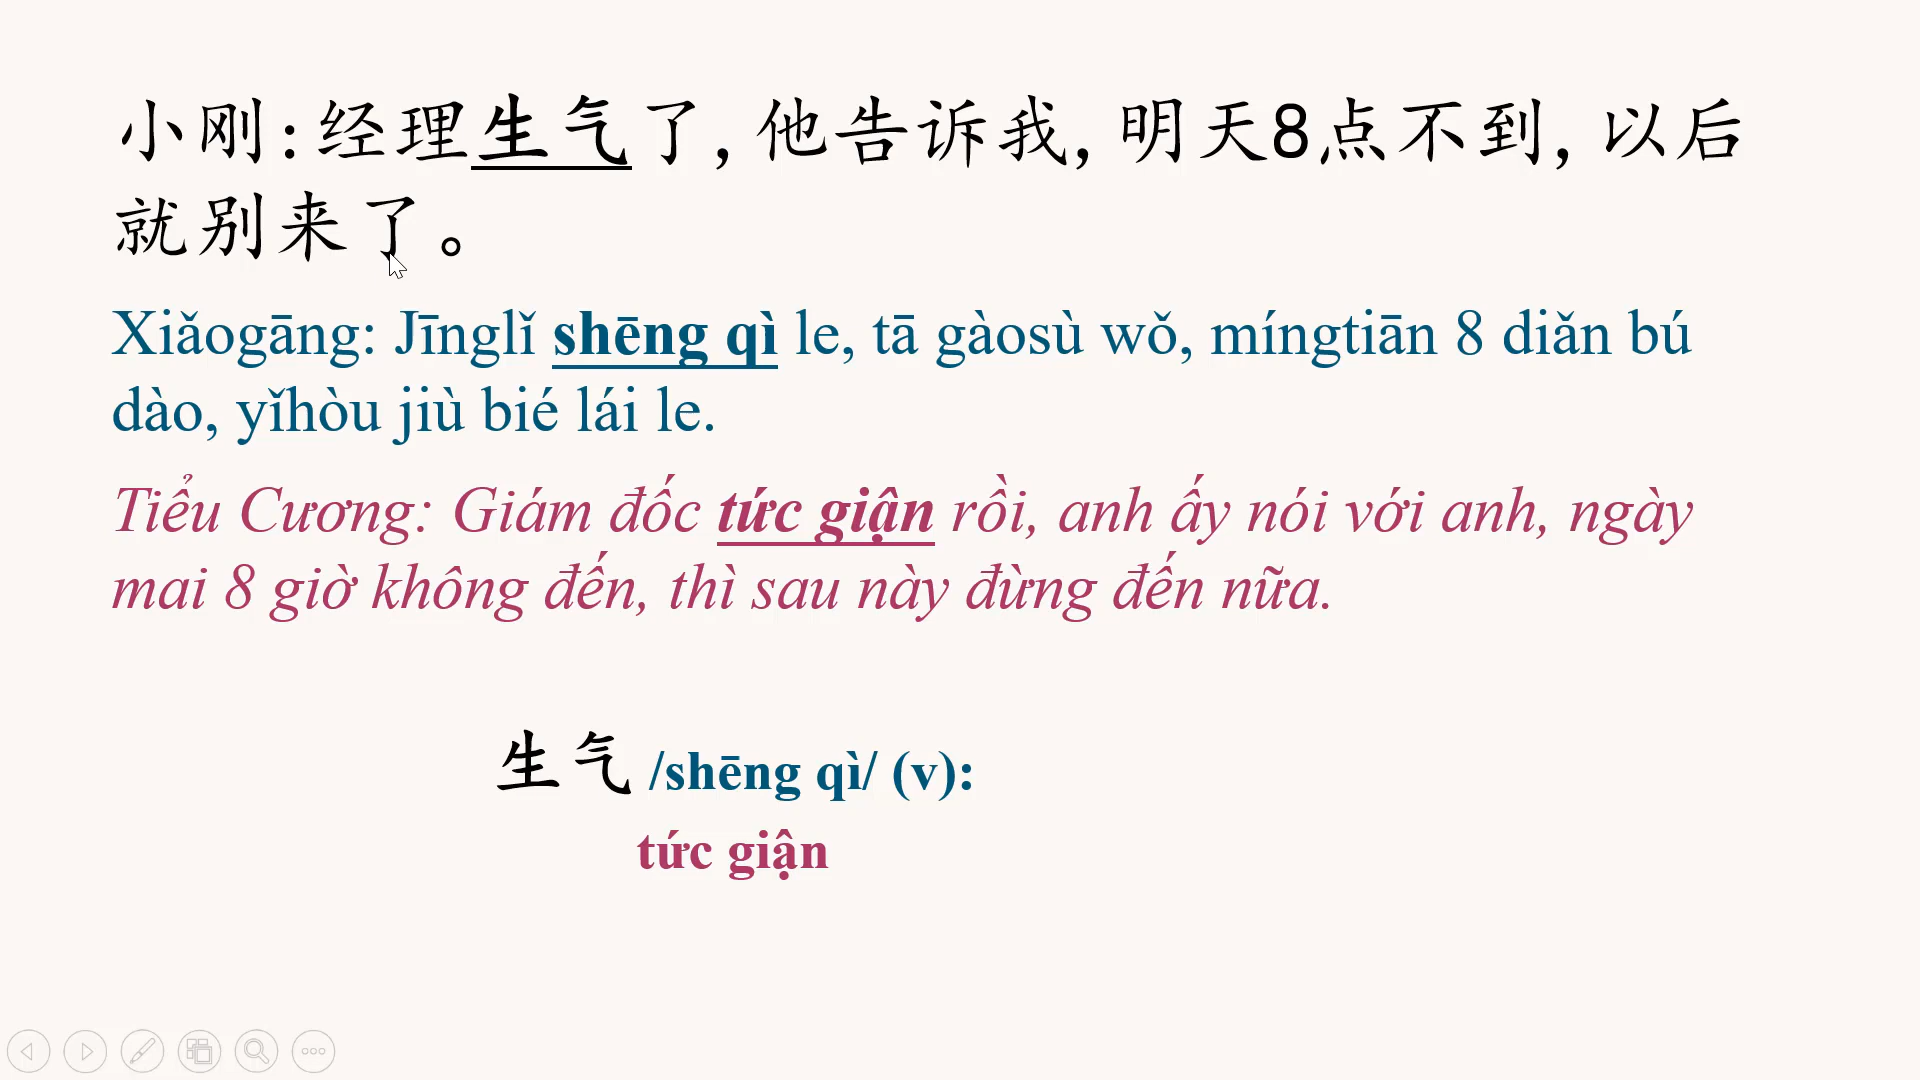 小刚:经理生气了,他告诉我,明天8点不到,以后
就别来了。
Xiǎogāng: Jīnglǐ shēng qì le, tā gàosù wǒ, míngtiān 8 diǎn bú
dào, yǐhòu jiù bié lái le.
Tiểu Cương: Giám đốc tức giận rồi, anh ấy nói với anh, ngày
mai 8 giờ không đến, thì sau này đừng đến nữa.
生气 /shēng qì/ (v):
tức giận